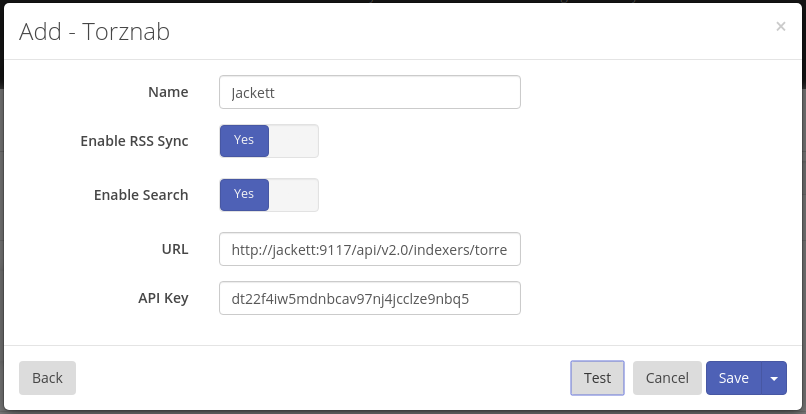 Add - Torznab ×
Name Jackett
Enable RSS Sync Yes
Enable Search Yes
URL http://jackett:9117/api/v2.0/indexers/torre
API Key dt22f4iw5mdnbcav97nj4jcclze9nbq5
Back Test Cancel Save